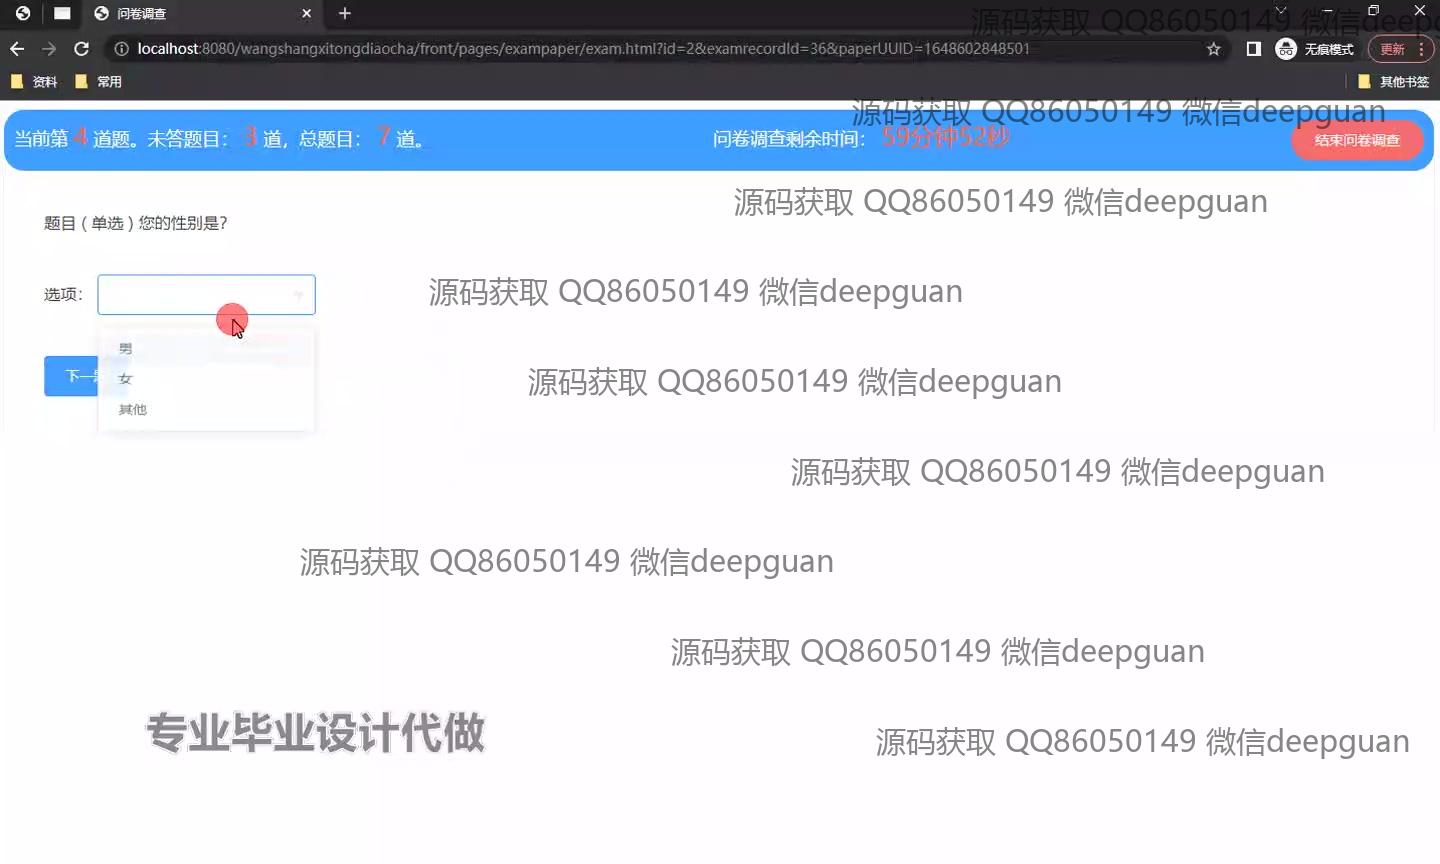 问卷调查
源码获取 QQ86050149 微信deepguan
localhost:8080/wangshangxitongdiaocha/front/pages/exampaper/exam.html?id=2&examrecordId=36&paperUUID=1648602848501
无痕模式
更新
资料
常用
其他书签
源码获取 QQ86050149 微信deepguan
当前第 4 道题。未答题目： 3 道，总题目： 7 道。
问卷调查剩余时间： 59分钟52秒
结束问卷调查
源码获取 QQ86050149 微信deepguan
题目 ( 单选 ) 您的性别是?
选项：
源码获取 QQ86050149 微信deepguan
男
下一
女
源码获取 QQ86050149 微信deepguan
其他
源码获取 QQ86050149 微信deepguan
源码获取 QQ86050149 微信deepguan
源码获取 QQ86050149 微信deepguan
专业毕业设计代做
源码获取 QQ86050149 微信deepguan